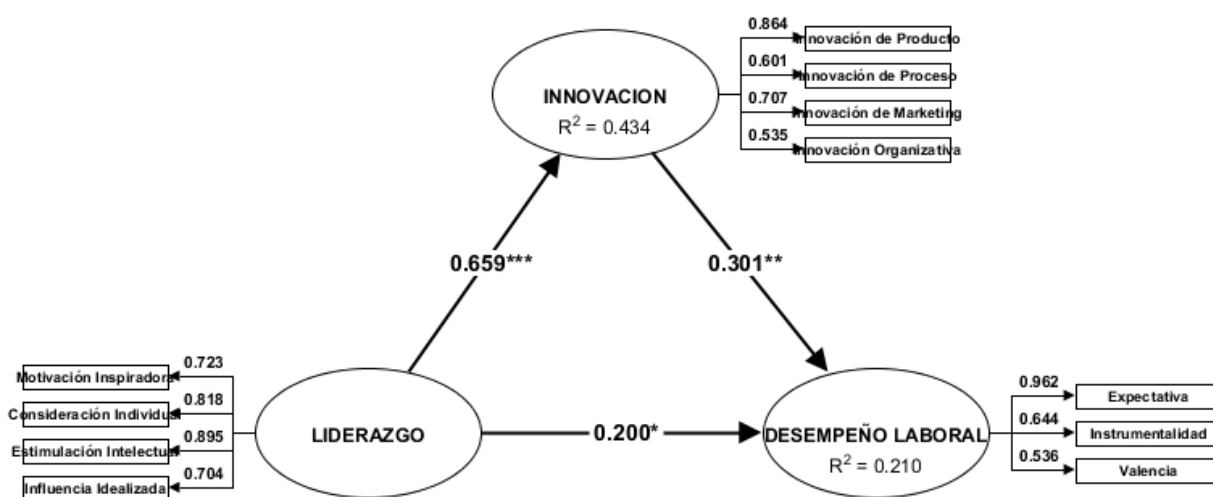 0.864
Innovación de Producto
0.601
Innovación de Proceso
INNOVACION
0.707
Innovación de Marketing
R² = 0.434
0.535
Innovación Organizativa
0.659***
0.301**
0.723
Motivación Inspiradora
0.818
Consideración Individual
0.895
Estimulación Intelectual
0.704
Influencia Idealizada
LIDERAZGO
0.200*
DESEMPEÑO LABORAL
R² = 0.210
0.962
Expectativa
0.644
Instrumentalidad
0.536
Valencia